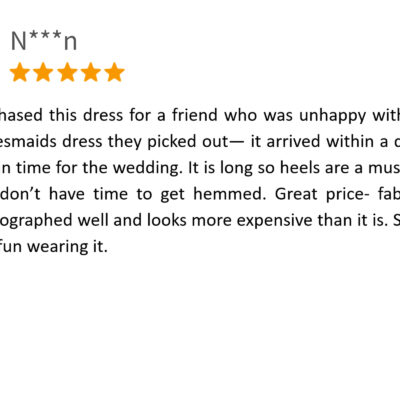 N***n
hased this dress for a friend who was unhappy wit
esmaids dress they picked out— it arrived within a
n time for the wedding. It is long so heels are a mus
don't have time to get hemmed. Great price- fab
ographed well and looks more expensive than it is. S
fun wearing it.